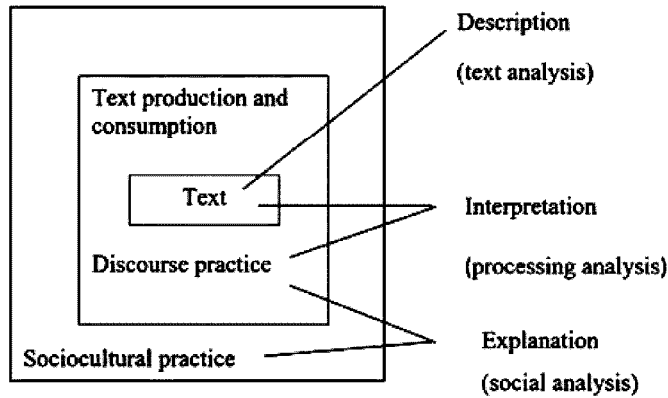 Description
(text analysis)
Text production and
consumption
Text
Interpretation
Discourse practice
(processing analysis)
Explanation
Sociocultural practice
(social analysis)